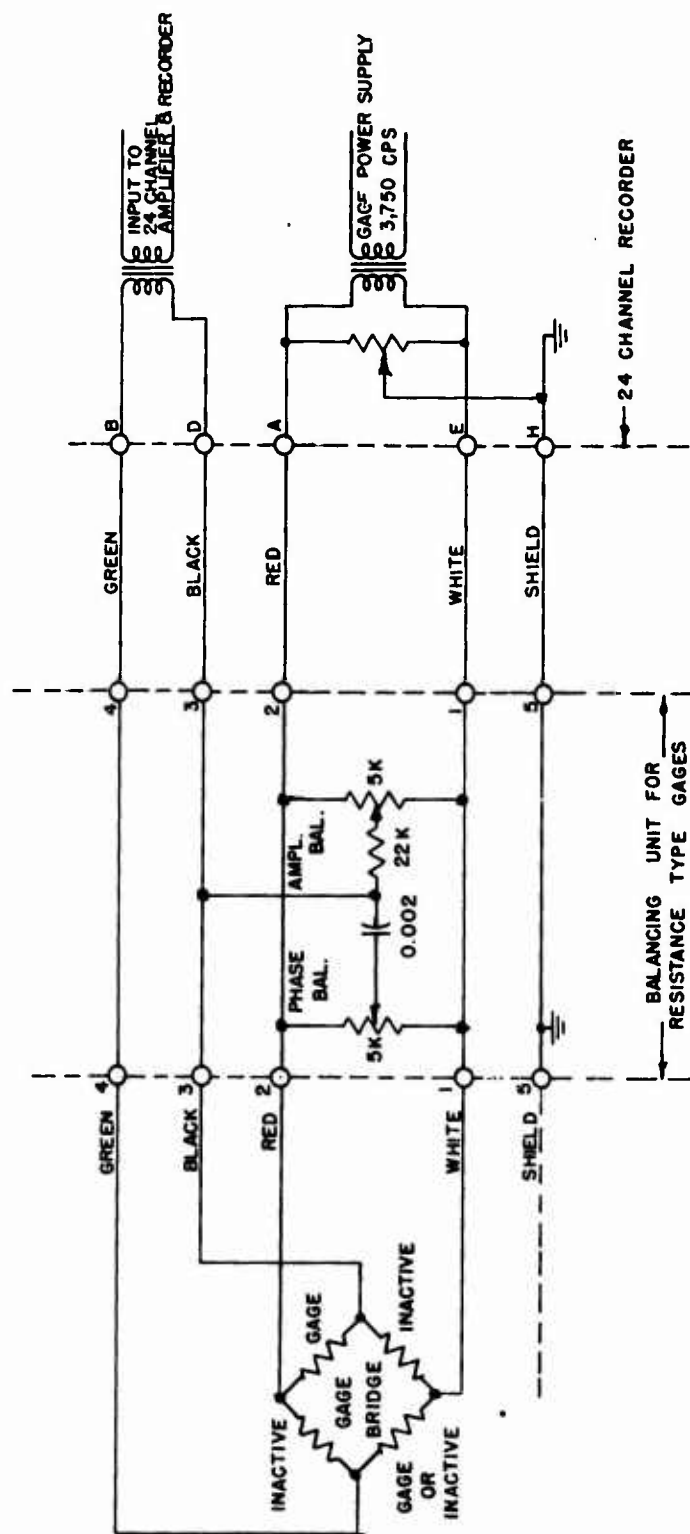 INPUT TO
24 CHANNEL
AMPLIFIER & RECORDER
GAGE POWER SUPPLY
3,750 CPS
B
D
A
E
H
24 CHANNEL RECORDER
GREEN
BLACK
RED
WHITE
SHIELD
4
3
2
1
5
AMPL.
BAL.
5K
22K
0.002
PHASE
BAL.
5K
BALANCING UNIT FOR
RESISTANCE TYPE GAGES
4
3
2
1
5
GREEN
BLACK
RED
WHITE
SHIELD
INACTIVE
GAGE
GAGE
BRIDGE
INACTIVE
GAGE
OR
INACTIVE